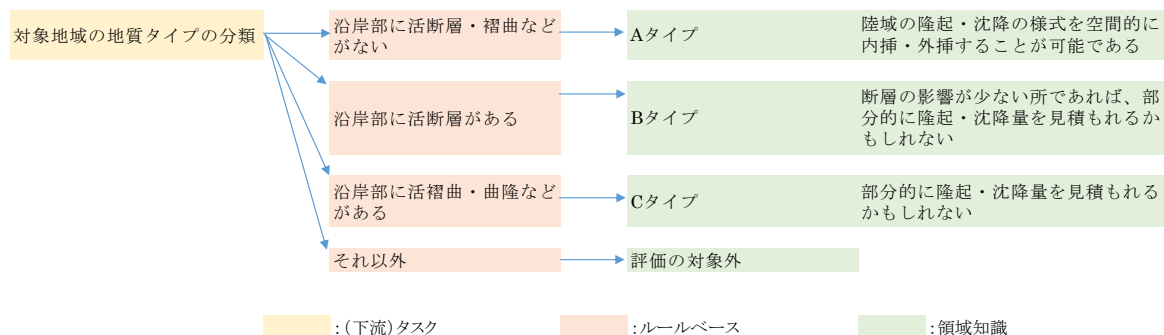 対象地域の地質タイプの分類
沿岸部に活断層・褶曲など
がない
Aタイプ
陸域の隆起・沈降の様式を空間的に
内挿・外挿することが可能である
沿岸部に活断層がある
Bタイプ
断層の影響が少ない所であれば、部
分的に隆起・沈降量を見積もれるか
もしれない
沿岸部に活褶曲・曲隆など
がある
Cタイプ
部分的に隆起・沈降量を見積もれる
かもしれない
それ以外
評価の対象外
:(下流)タスク
:ルールベース
:領域知識